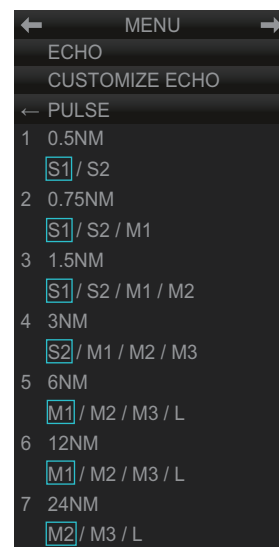 ← MENU →
ECHO
CUSTOMIZE ECHO
← PULSE
1 0.5NM
S1 / S2
2 0.75NM
S1 / S2 / M1
3 1.5NM
S1 / S2 / M1 / M2
4 3NM
S2 / M1 / M2 / M3
5 6NM
M1 / M2 / M3 / L
6 12NM
M1 / M2 / M3 / L
7 24NM
M2 / M3 / L